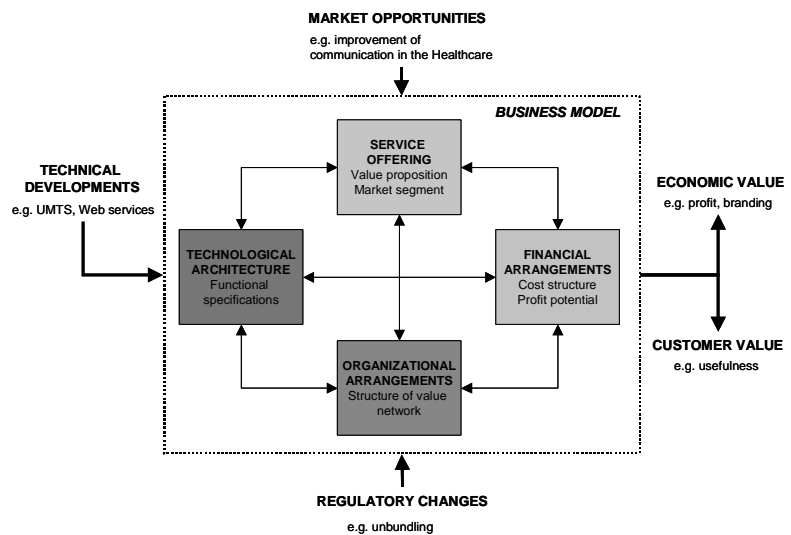 MARKET OPPORTUNITIES
e.g. improvement of
communication in the Healthcare
BUSINESS MODEL
SERVICE
OFFERING
Value proposition
Market segment
TECHNICAL
DEVELOPMENTS
e.g. UMTS, Web services
ECONOMIC VALUE
e.g. profit, branding
TECHNOLOGICAL
ARCHITECTURE
Functional
specifications
FINANCIAL
ARRANGEMENTS
Cost structure
Profit potential
CUSTOMER VALUE
e.g. usefulness
ORGANIZATIONAL
ARRANGEMENTS
Structure of value
network
REGULATORY CHANGES
e.g. unbundling